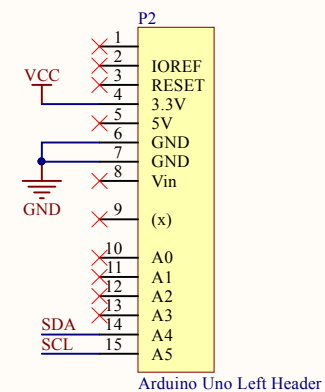 P2
1
2 IOREF
3 RESET
VCC
4 3.3V
5 5V
6 GND
7 GND
8 Vin
GND
9 (x)
10 A0
11 A1
12 A2
13 A3
SDA 14 A4
SCL 15 A5
Arduino Uno Left Header